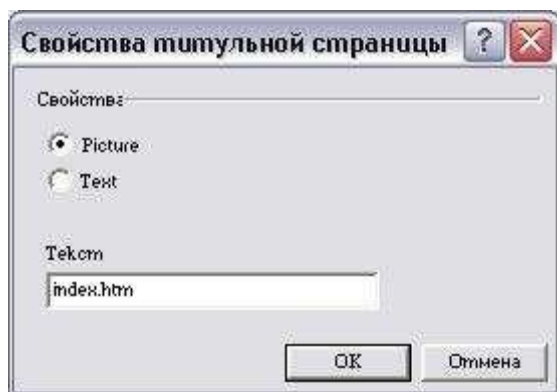 Свойства титульной страницы
Свойства
Picture
Text
Текст
index.htm
OK
Отмена